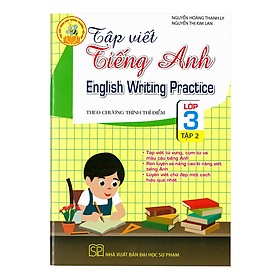 NGUYỄN HOÀNG THANH LY
NGUYỄN THỊ KIM LAN
Tập viết
Tiếng Anh
English Writing Practice
THEO CHƯƠNG TRÌNH THÍ ĐIỂM
LỚP
3
TẬP 2
- Tập viết từ vựng, cụm từ và mẫu câu tiếng Anh
- Rèn luyện và nâng cao kĩ năng viết tiếng Anh
- Luyện viết chữ đẹp một cách hiệu quả nhất
SP
NHÀ XUẤT BẢN ĐẠI HỌC SƯ PHẠM